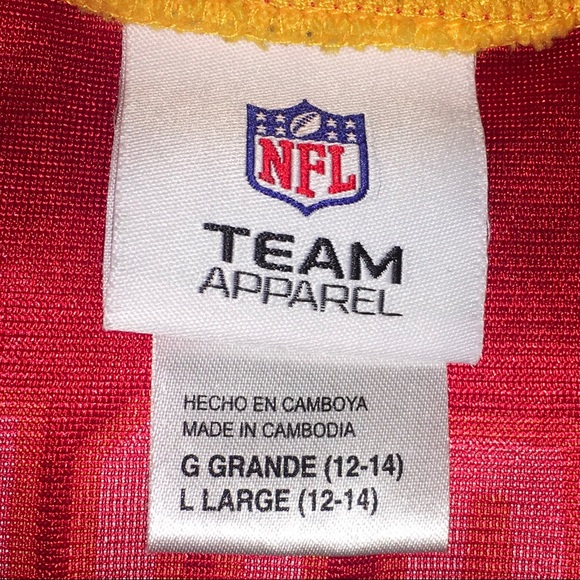 NFL
TEAM
APPAREL
HECHO EN CAMBOYA
MADE IN CAMBODIA
G GRANDE (12-14)
L LARGE (12-14)